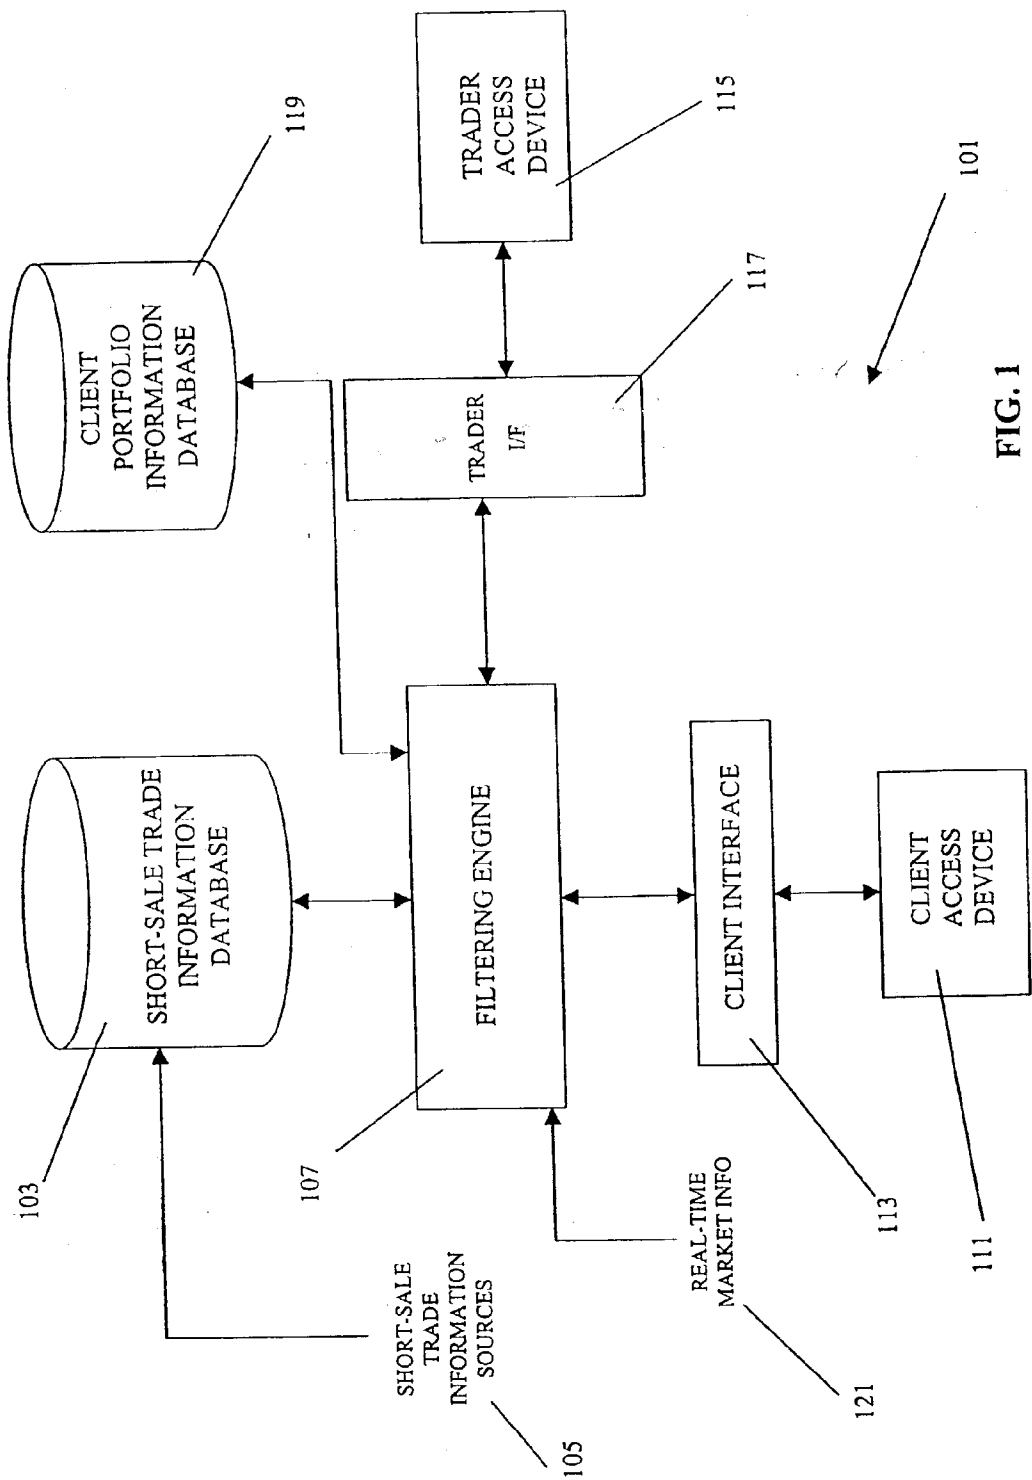 119
CLIENT
PORTFOLIO
INFORMATION
DATABASE
TRADER
ACCESS
DEVICE
115
TRADER
I/F
117
101
FIG. 1
103
SHORT-SALE TRADE
INFORMATION
DATABASE
107
FILTERING ENGINE
CLIENT INTERFACE
113
CLIENT
ACCESS
DEVICE
111
SHORT-SALE
TRADE
INFORMATION
SOURCES
105
REAL-TIME
MARKET INFO
121